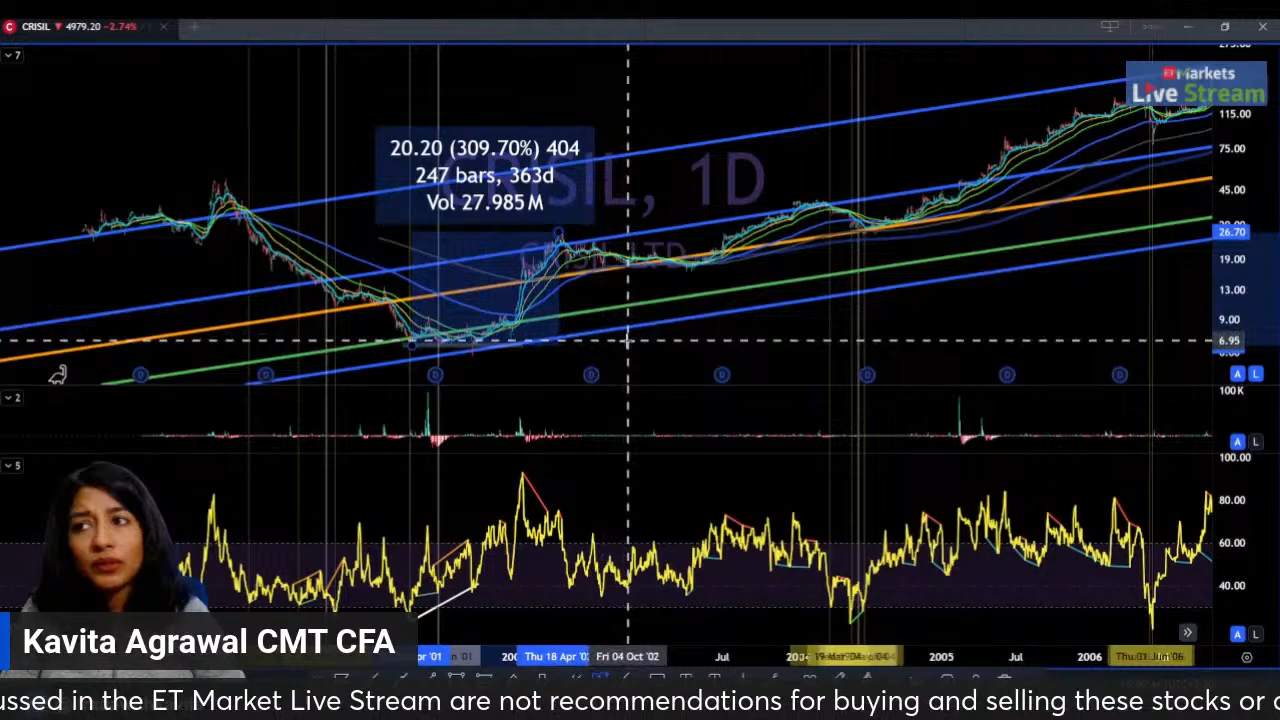 CRISIL ▼ 4979.20 −2.74%
7
ET Markets
Live Stream
115.00
75.00
45.00
26.70
19.00
13.00
9.00
6.95
20.20 (309.70%) 404
247 bars, 363d
Vol 27.985 M
CRISIL, 1D
CRISIL LTD
D D D D D D D D
A L
2
100K
A L
5
100.00
80.00
60.00
40.00
A L
Kavita Agrawal CMT CFA
Thu 18 Apr '0
Fri 04 Oct '02
Jul
2005
Jul
2006
Thu 01 Jun '06
ussed in the ET Market Live Stream are not recommendations for buying and selling these stocks or